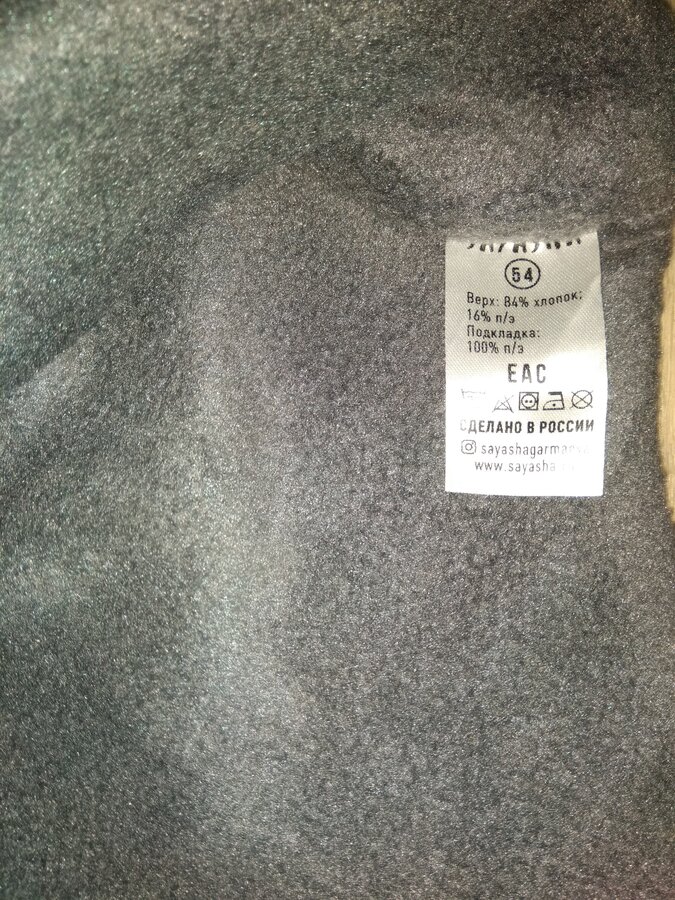 54
Верх: 84% хлопок;
16% п/э
Подкладка:
100% п/э
EAC
СДЕЛАНО В РОССИИ
www.sayasha